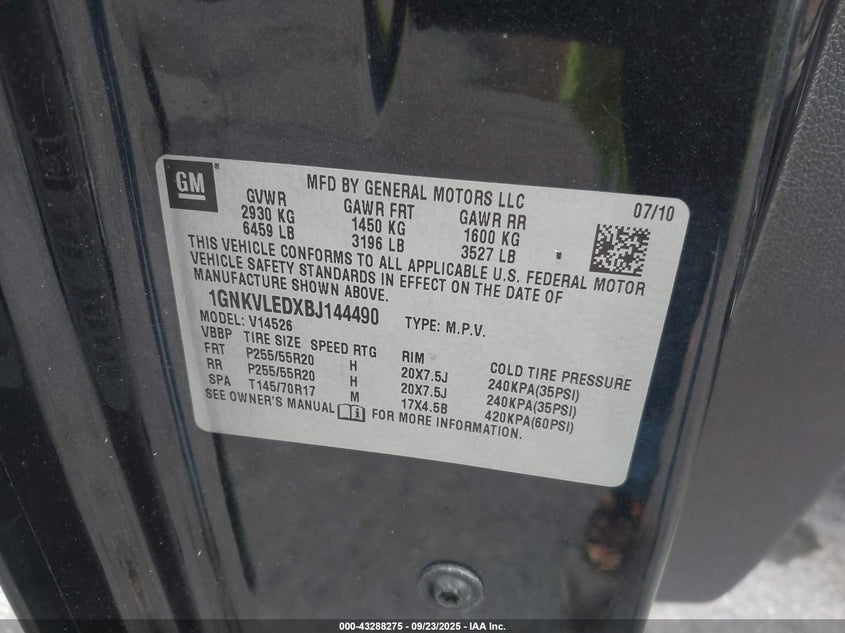 GM
MFD BY GENERAL MOTORS LLC
07/10
GVWR GAWR FRT GAWR RR
2930 KG 1450 KG 1600 KG
6459 LB 3196 LB 3527 LB
THIS VEHICLE CONFORMS TO ALL APPLICABLE U.S. FEDERAL MOTOR
VEHICLE SAFETY STANDARDS IN EFFECT ON THE DATE OF
MANUFACTURE SHOWN ABOVE.
1GNKVLEDXBJ144490 TYPE: M.P.V.
MODEL: V14526
VBBP TIRE SIZE SPEED RTG RIM COLD TIRE PRESSURE
FRT P255/55R20 H 20X7.5J 240KPA(35PSI)
RR P255/55R20 H 20X7.5J 240KPA(35PSI)
SPA T145/70R17 M 17X4.5B 420KPA(60PSI)
SEE OWNER'S MANUAL FOR MORE INFORMATION.
000-43288275 - 09/23/2025 - IAA Inc.